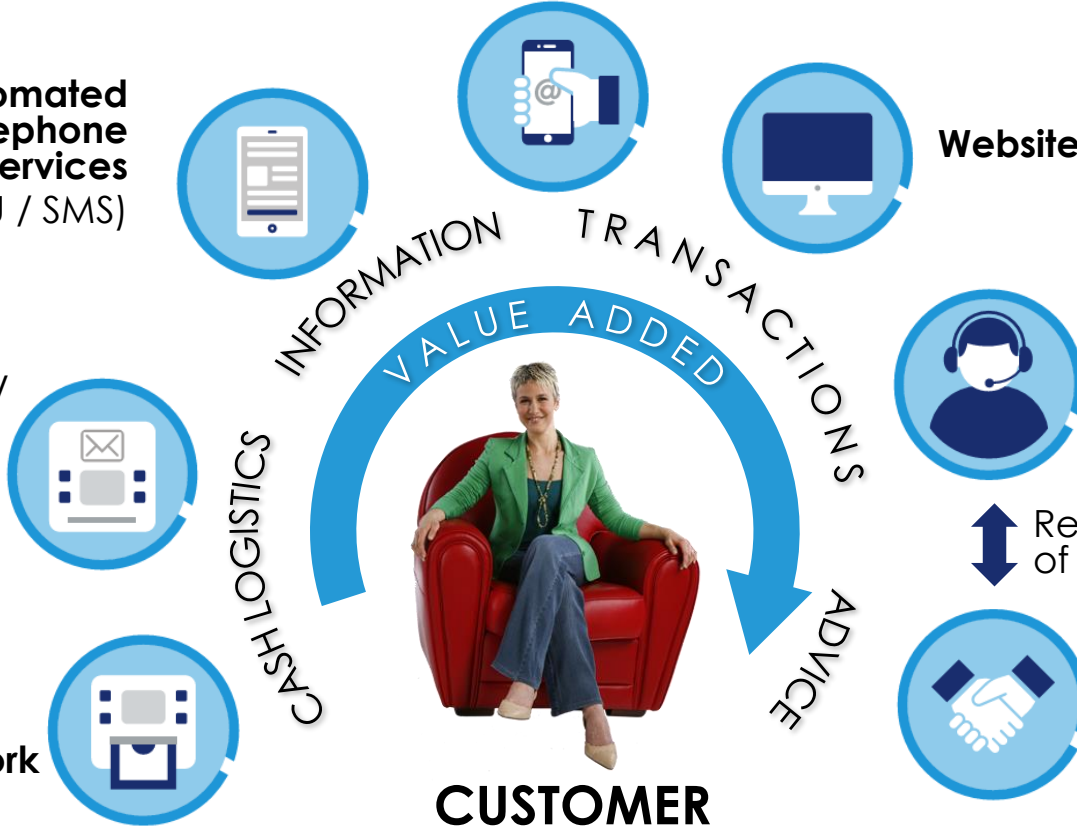 omated
ephone
ervices
/ SMS)
Website
INFORMATION
TRANSACTIONS
VALUE ADDED
@
CASH LOGISTICS
Re
of
ADVICE
ork
CUSTOMER